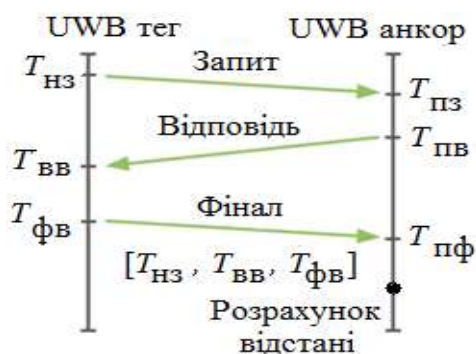 UWB тег UWB анкор
Tнз Запит Tпз
Відповідь Tпв
Tвв
Tфв Фінал Tпф
[Tнз , Tвв, Tфв]
Розрахунок
відстані